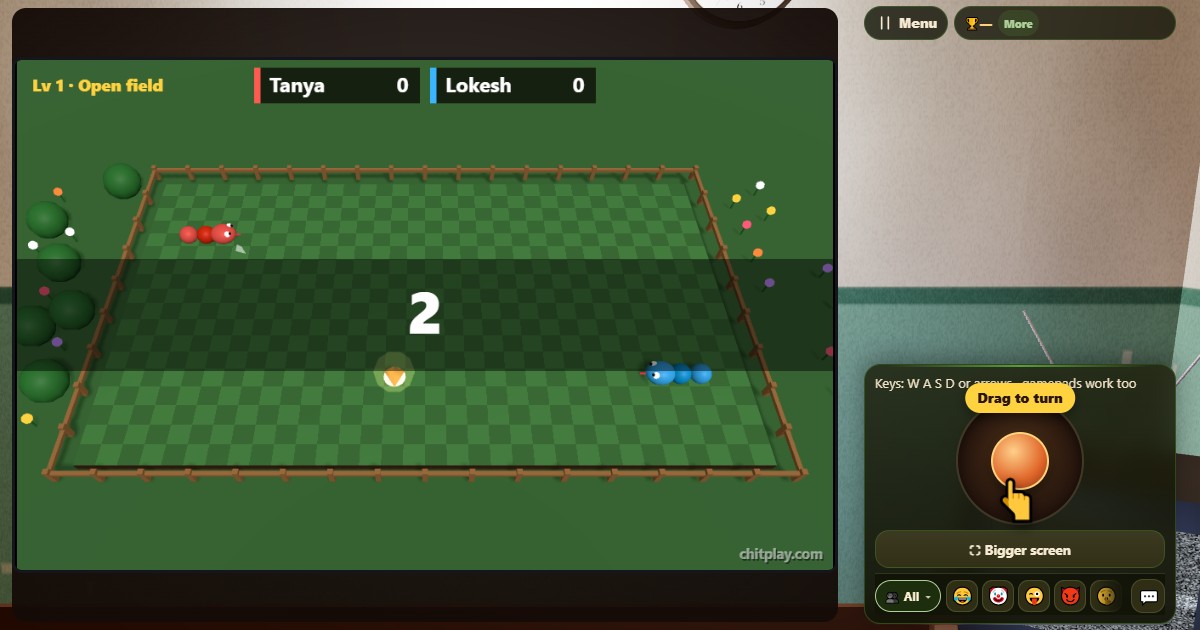 Lv 1 · Open field
Tanya 0
Lokesh 0
2
chitplay.com
Menu
More
Drag to turn
Bigger screen
All
Keys: W A S D or arrows - gamepads work too